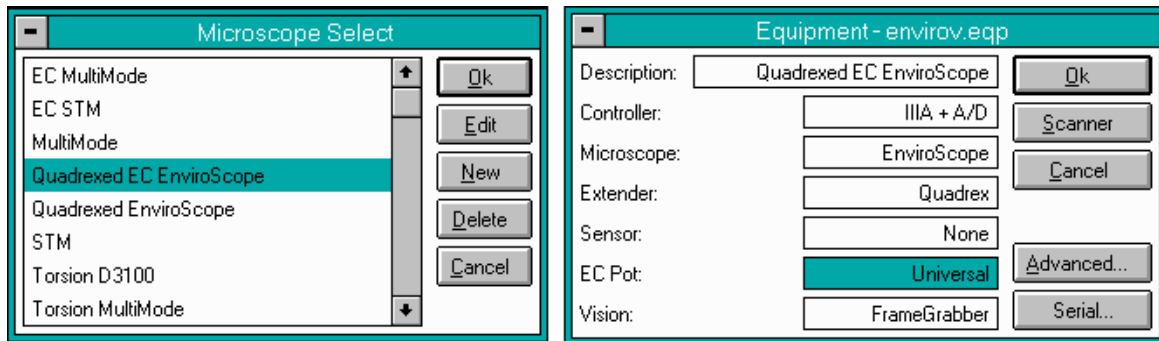 Microscope Select
EC MultiMode
EC STM
MultiMode
Quadrexed EC EnviroScope
Quadrexed EnviroScope
STM
Torsion D3100
Torsion MultiMode
Ok
Edit
New
Delete
Cancel
Equipment - envirov.eqp
Description: Quadrexed EC EnviroScope
Controller: IIIA + A/D
Microscope: EnviroScope
Extender: Quadrex
Sensor: None
EC Pot: Universal
Vision: FrameGrabber
Ok
Scanner
Cancel
Advanced...
Serial...